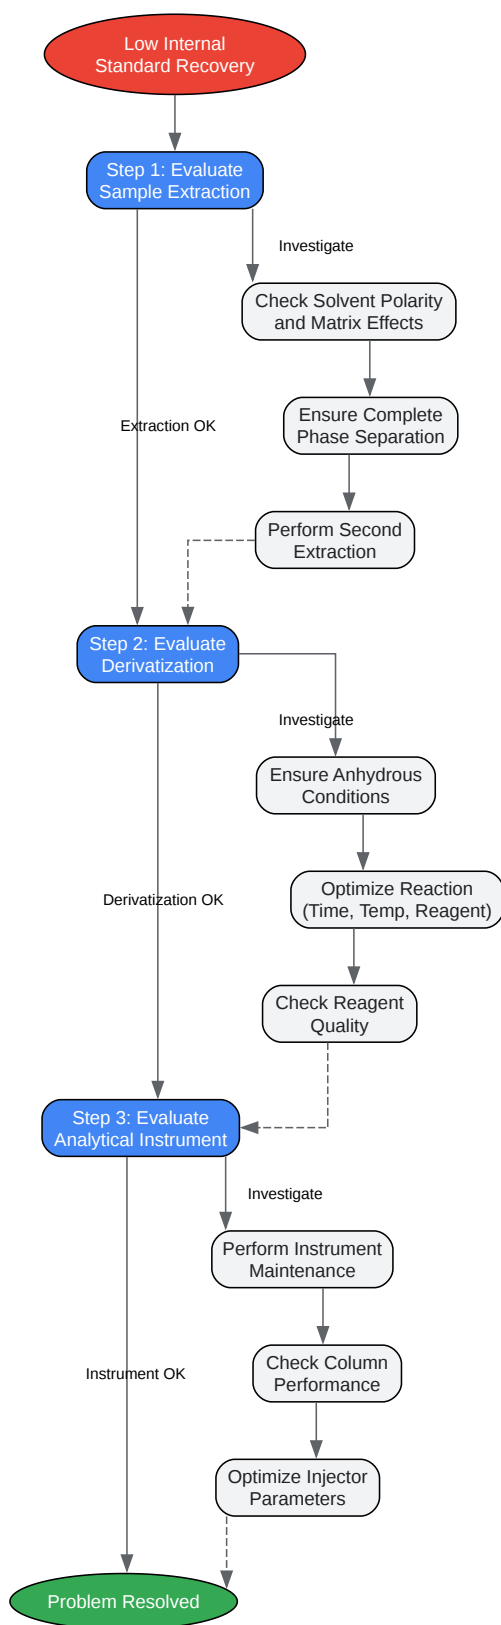 Low Internal
Standard Recovery
Step 1: Evaluate
Sample Extraction
Investigate
Check Solvent Polarity
and Matrix Effects
Ensure Complete
Phase Separation
Extraction OK
Perform Second
Extraction
Step 2: Evaluate
Derivatization
Investigate
Ensure Anhydrous
Conditions
Optimize Reaction
(Time, Temp, Reagent)
Derivatization OK
Check Reagent
Quality
Step 3: Evaluate
Analytical Instrument
Investigate
Perform Instrument
Maintenance
Check Column
Performance
Instrument OK
Optimize Injector
Parameters
Problem Resolved